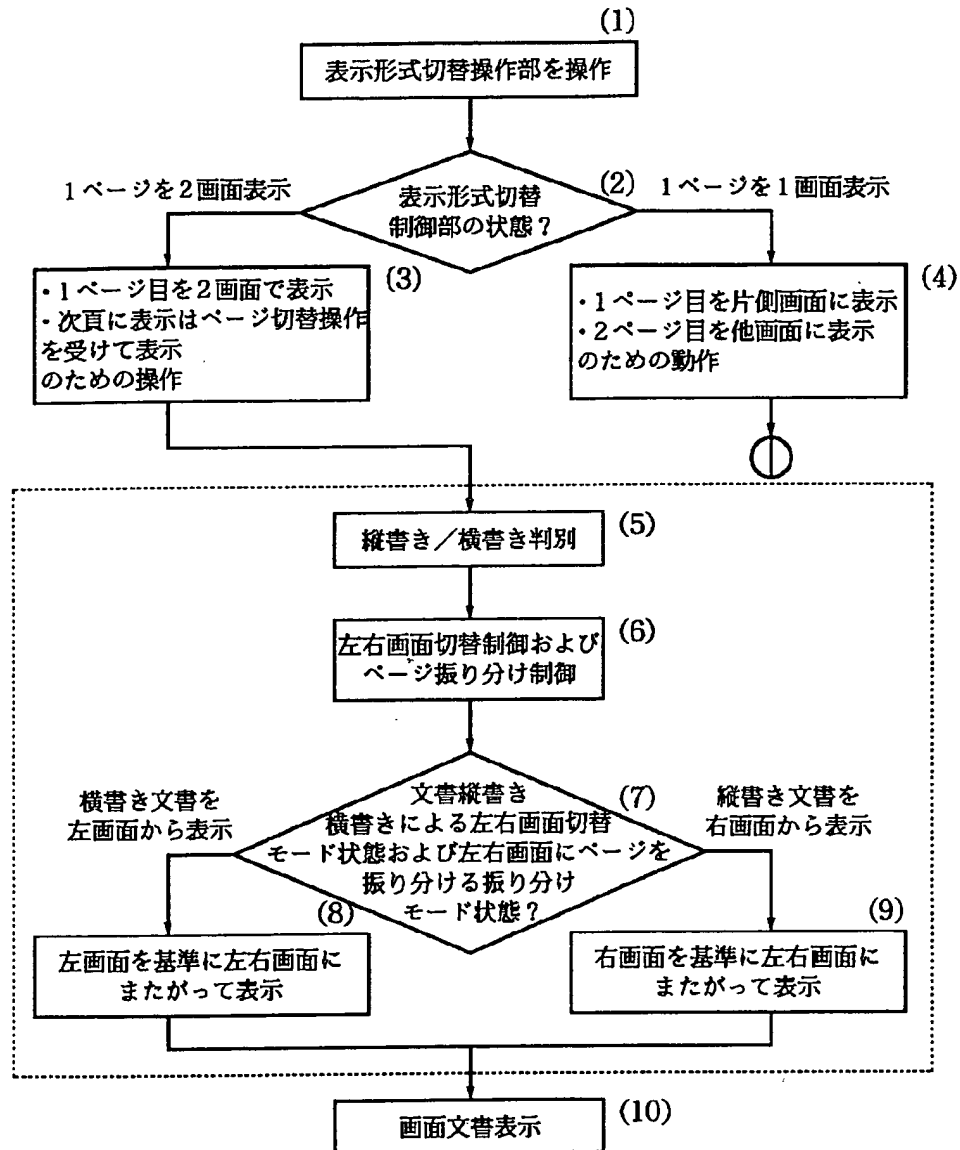 (1)
表示形式切替操作部を操作
1ページを2画面表示
(2)
1ページを1画面表示
表示形式切替
制御部の状態？
(3)
・1ページ目を2画面で表示
・次頁に表示はページ切替操作
を受けて表示
のための操作
(4)
・1ページ目を片側画面に表示
・2ページ目を他画面に表示
のための動作
(5)
縦書き／横書き判別
(6)
左右画面切替制御および
ページ振り分け制御
横書き文書を
左画面から表示
(7)
文書縦書き
横書きによる左右画面切替
モード状態および左右画面にページを
振り分ける振り分け
モード状態？
縦書き文書を
右画面から表示
(8)
左画面を基準に左右画面に
またがって表示
(9)
右画面を基準に左右画面に
またがって表示
(10)
画面文書表示